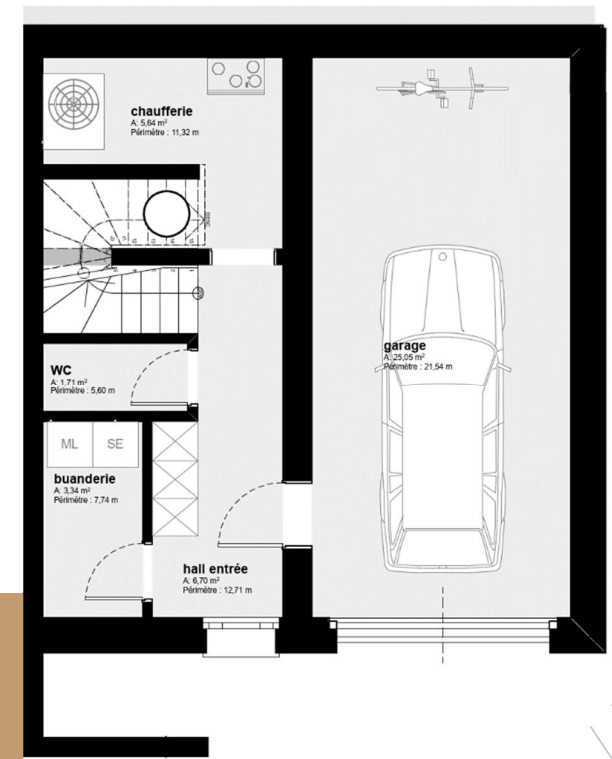 chaufferie
A: 5,64 m²
Périmètre : 11,32 m
garage
A: 25,05 m²
Périmètre : 21,54 m
WC
A: 1,71 m²
Périmètre : 5,60 m
ML SE
buanderie
A: 3,34 m²
Périmètre : 7,74 m
hall entrée
A: 6,70 m²
Périmètre : 12,71 m